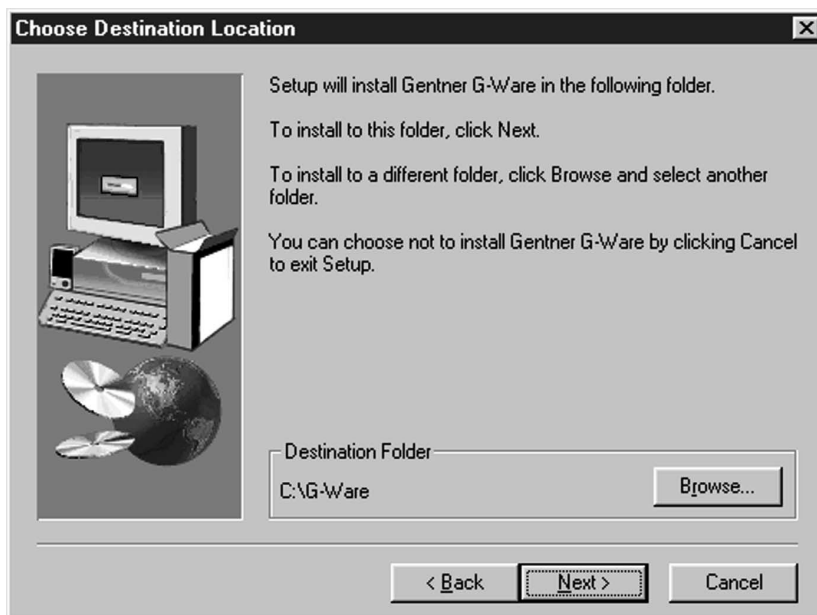 Choose Destination Location
Setup will install Gentner G-Ware in the following folder.
To install to this folder, click Next.
To install to a different folder, click Browse and select another
folder.
You can choose not to install Gentner G-Ware by clicking Cancel
to exit Setup.
Destination Folder
C:\G-Ware
Browse...
< Back
Next >
Cancel